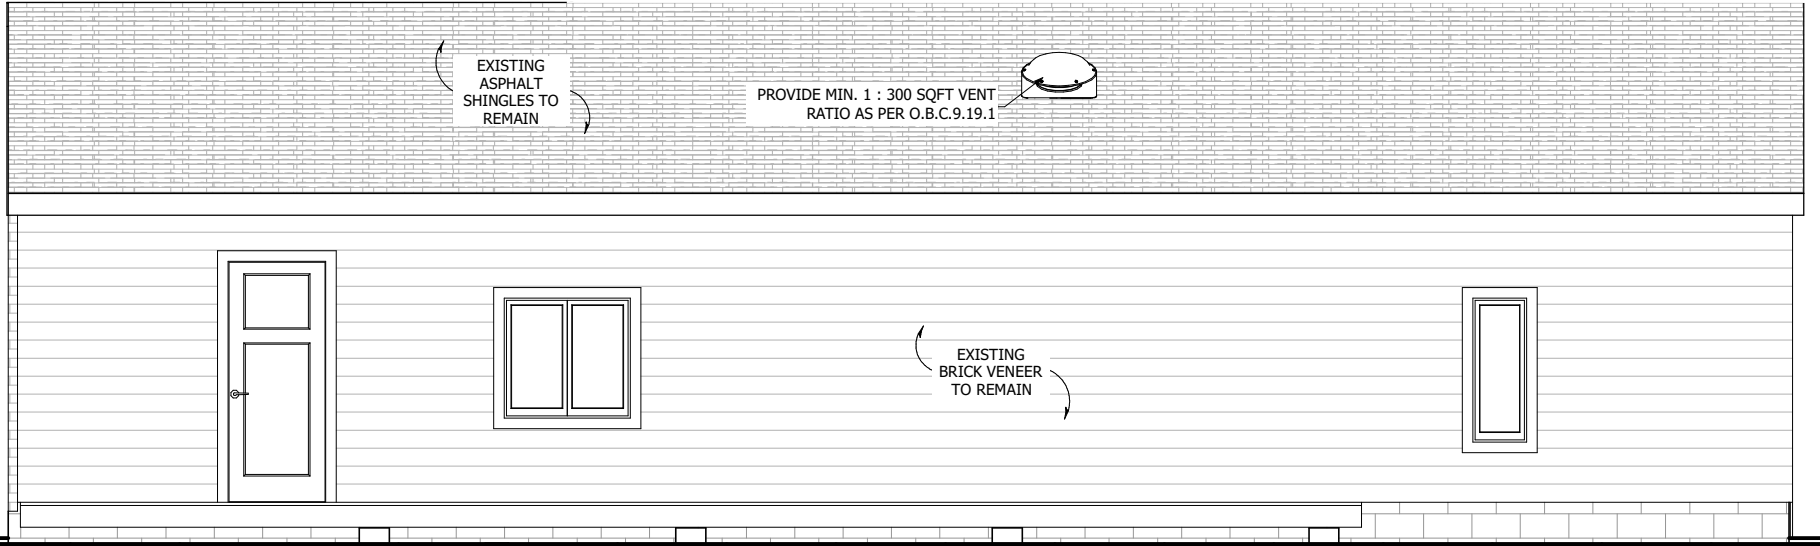 EXISTING
ASPHALT
SHINGLES TO
REMAIN
PROVIDE MIN. 1 : 300 SQFT VENT
RATIO AS PER O.B.C.9.19.1
EXISTING
BRICK VENEER
TO REMAIN